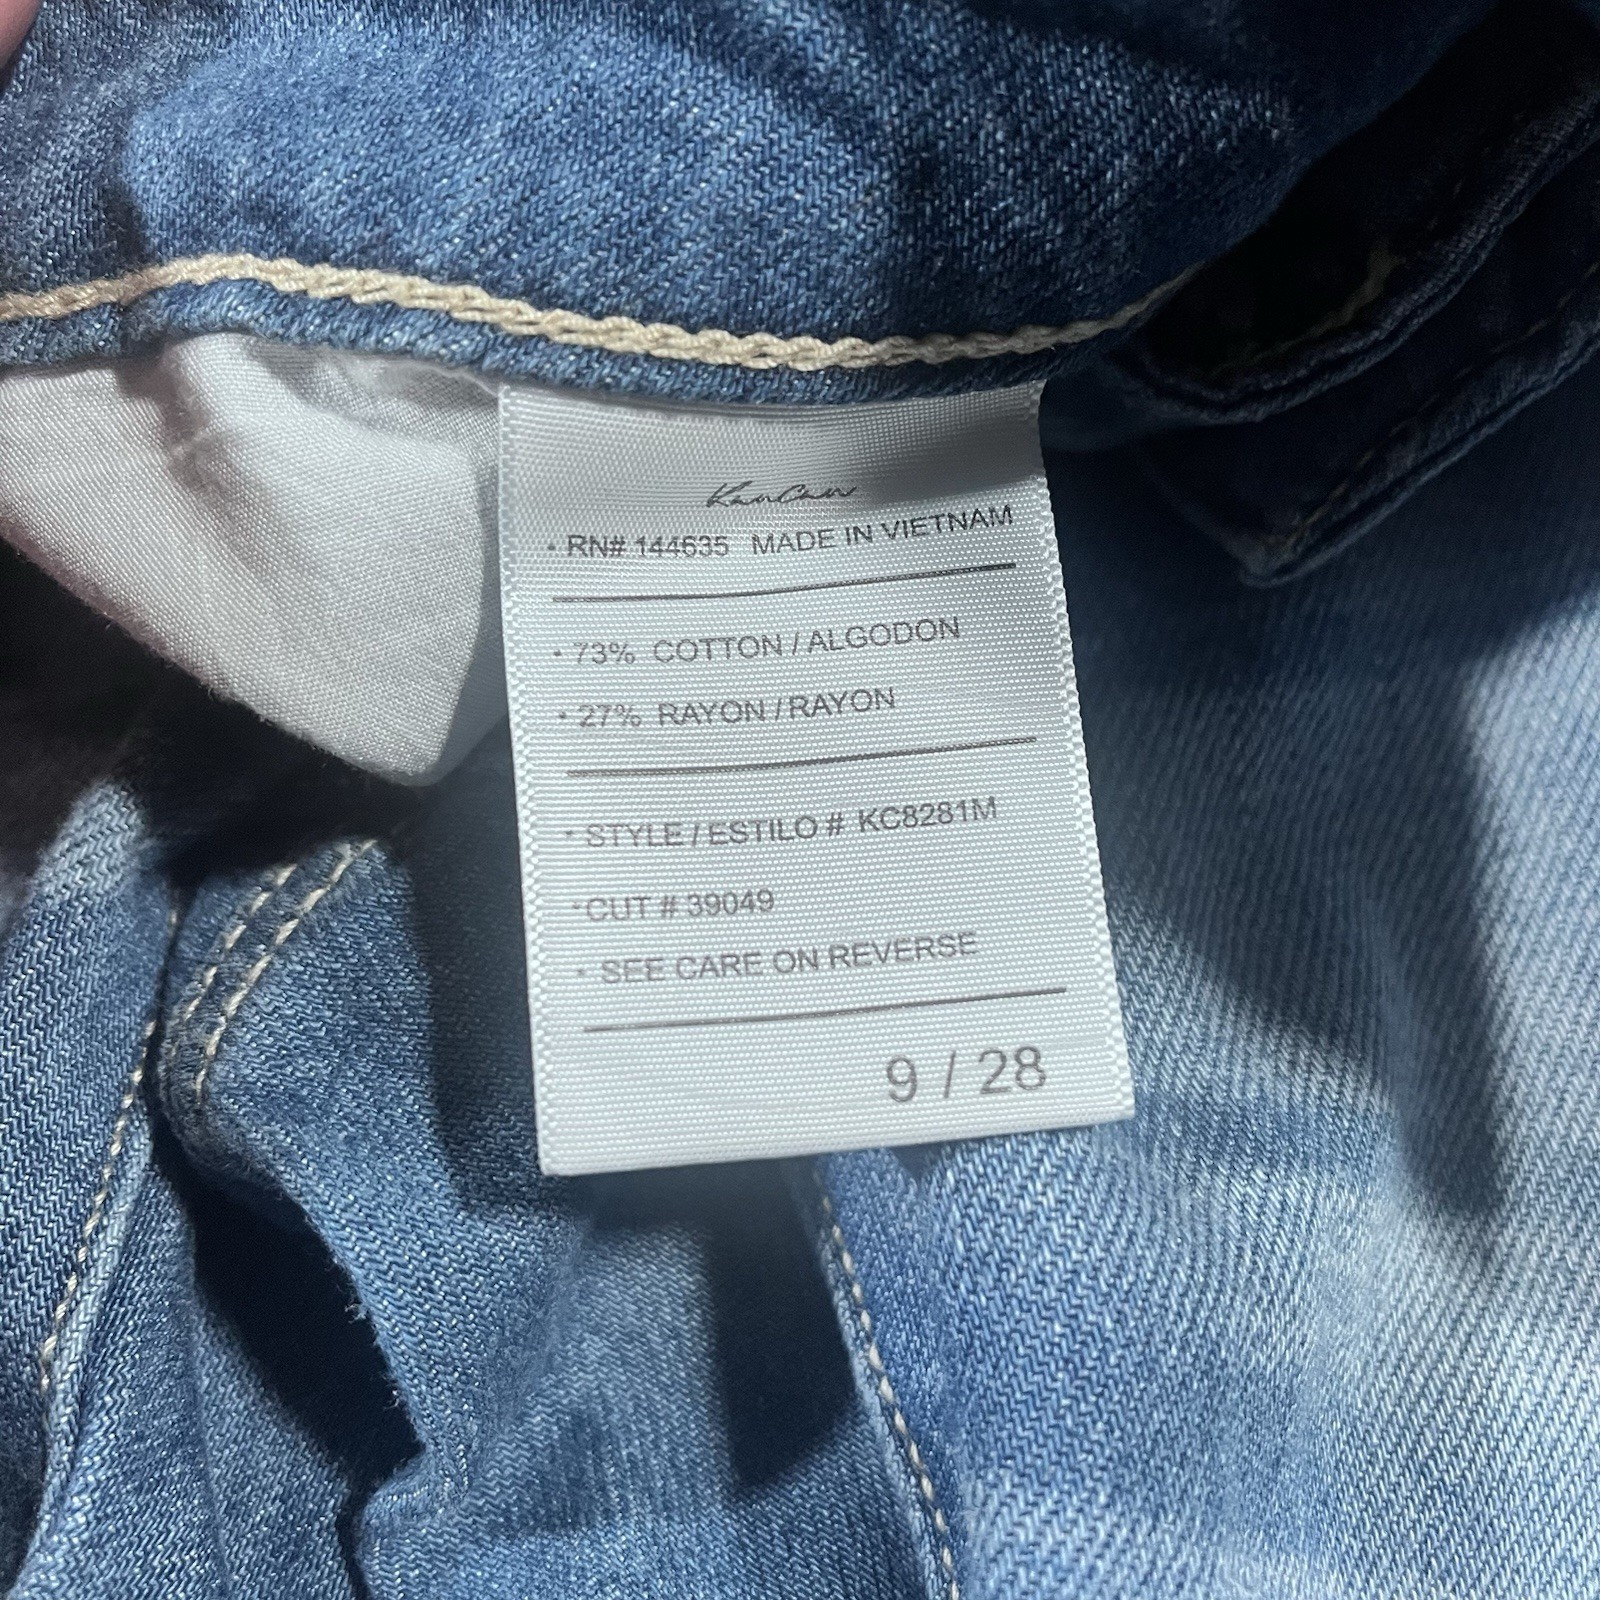 KanCan
• RN# 144635 MADE IN VIETNAM
• 73% COTTON / ALGODON
• 27% RAYON / RAYON
• STYLE / ESTILO # KC8281M
• CUT # 39049
• SEE CARE ON REVERSE
9 / 28